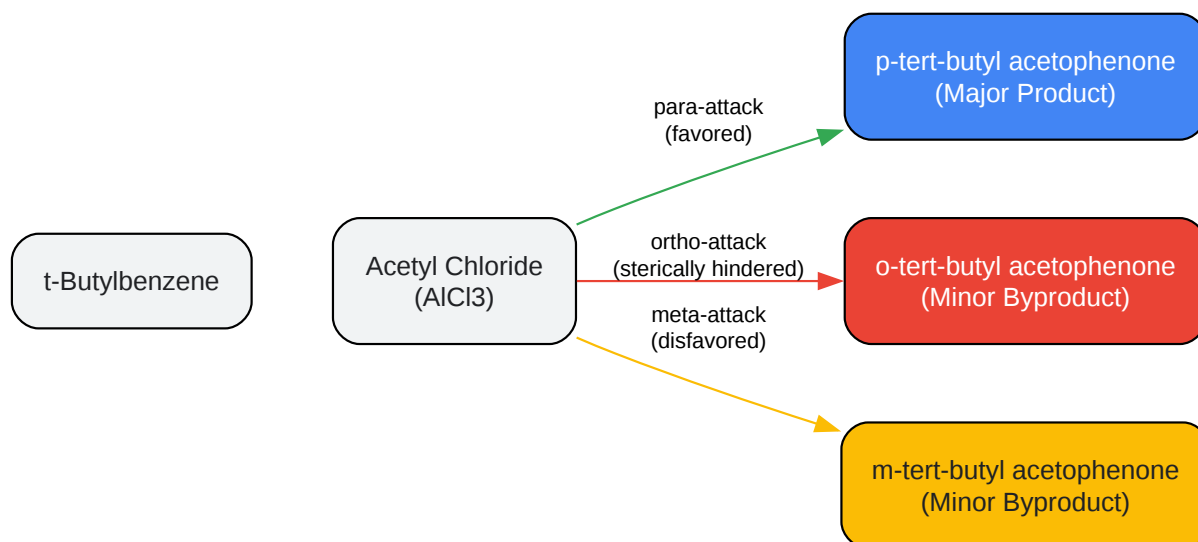 p-tert-butyl acetophenone
(Major Product)
para-attack
(favored)
t-Butylbenzene
Acetyl Chloride
(AlCl3)
ortho-attack
(sterically hindered)
o-tert-butyl acetophenone
(Minor Byproduct)
meta-attack
(disfavored)
m-tert-butyl acetophenone
(Minor Byproduct)